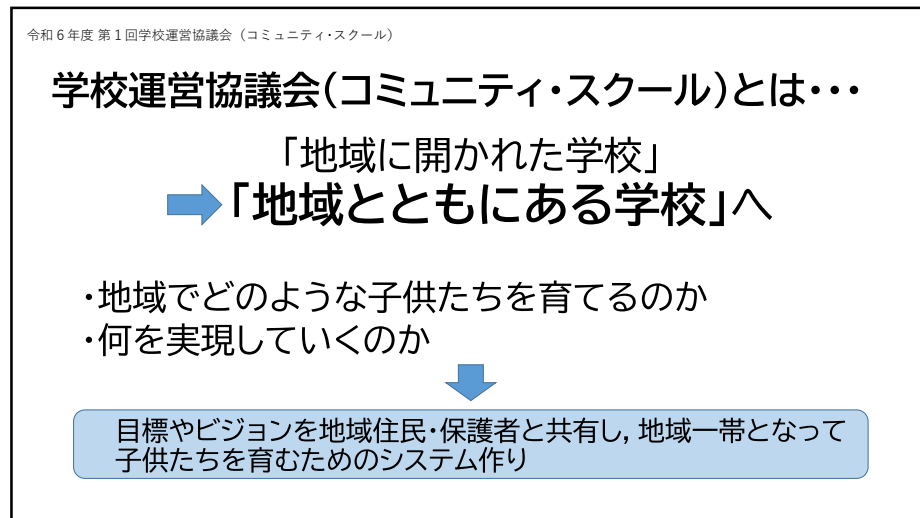 令和６年度 第１回学校運営協議会（コミュニティ・スクール）
学校運営協議会（コミュニティ・スクール）とは・・・
「地域に開かれた学校」
「地域とともにある学校」へ
・地域でどのような子供たちを育てるのか
・何を実現していくのか
目標やビジョンを地域住民・保護者と共有し，地域一帯となって
子供たちを育むためのシステム作り